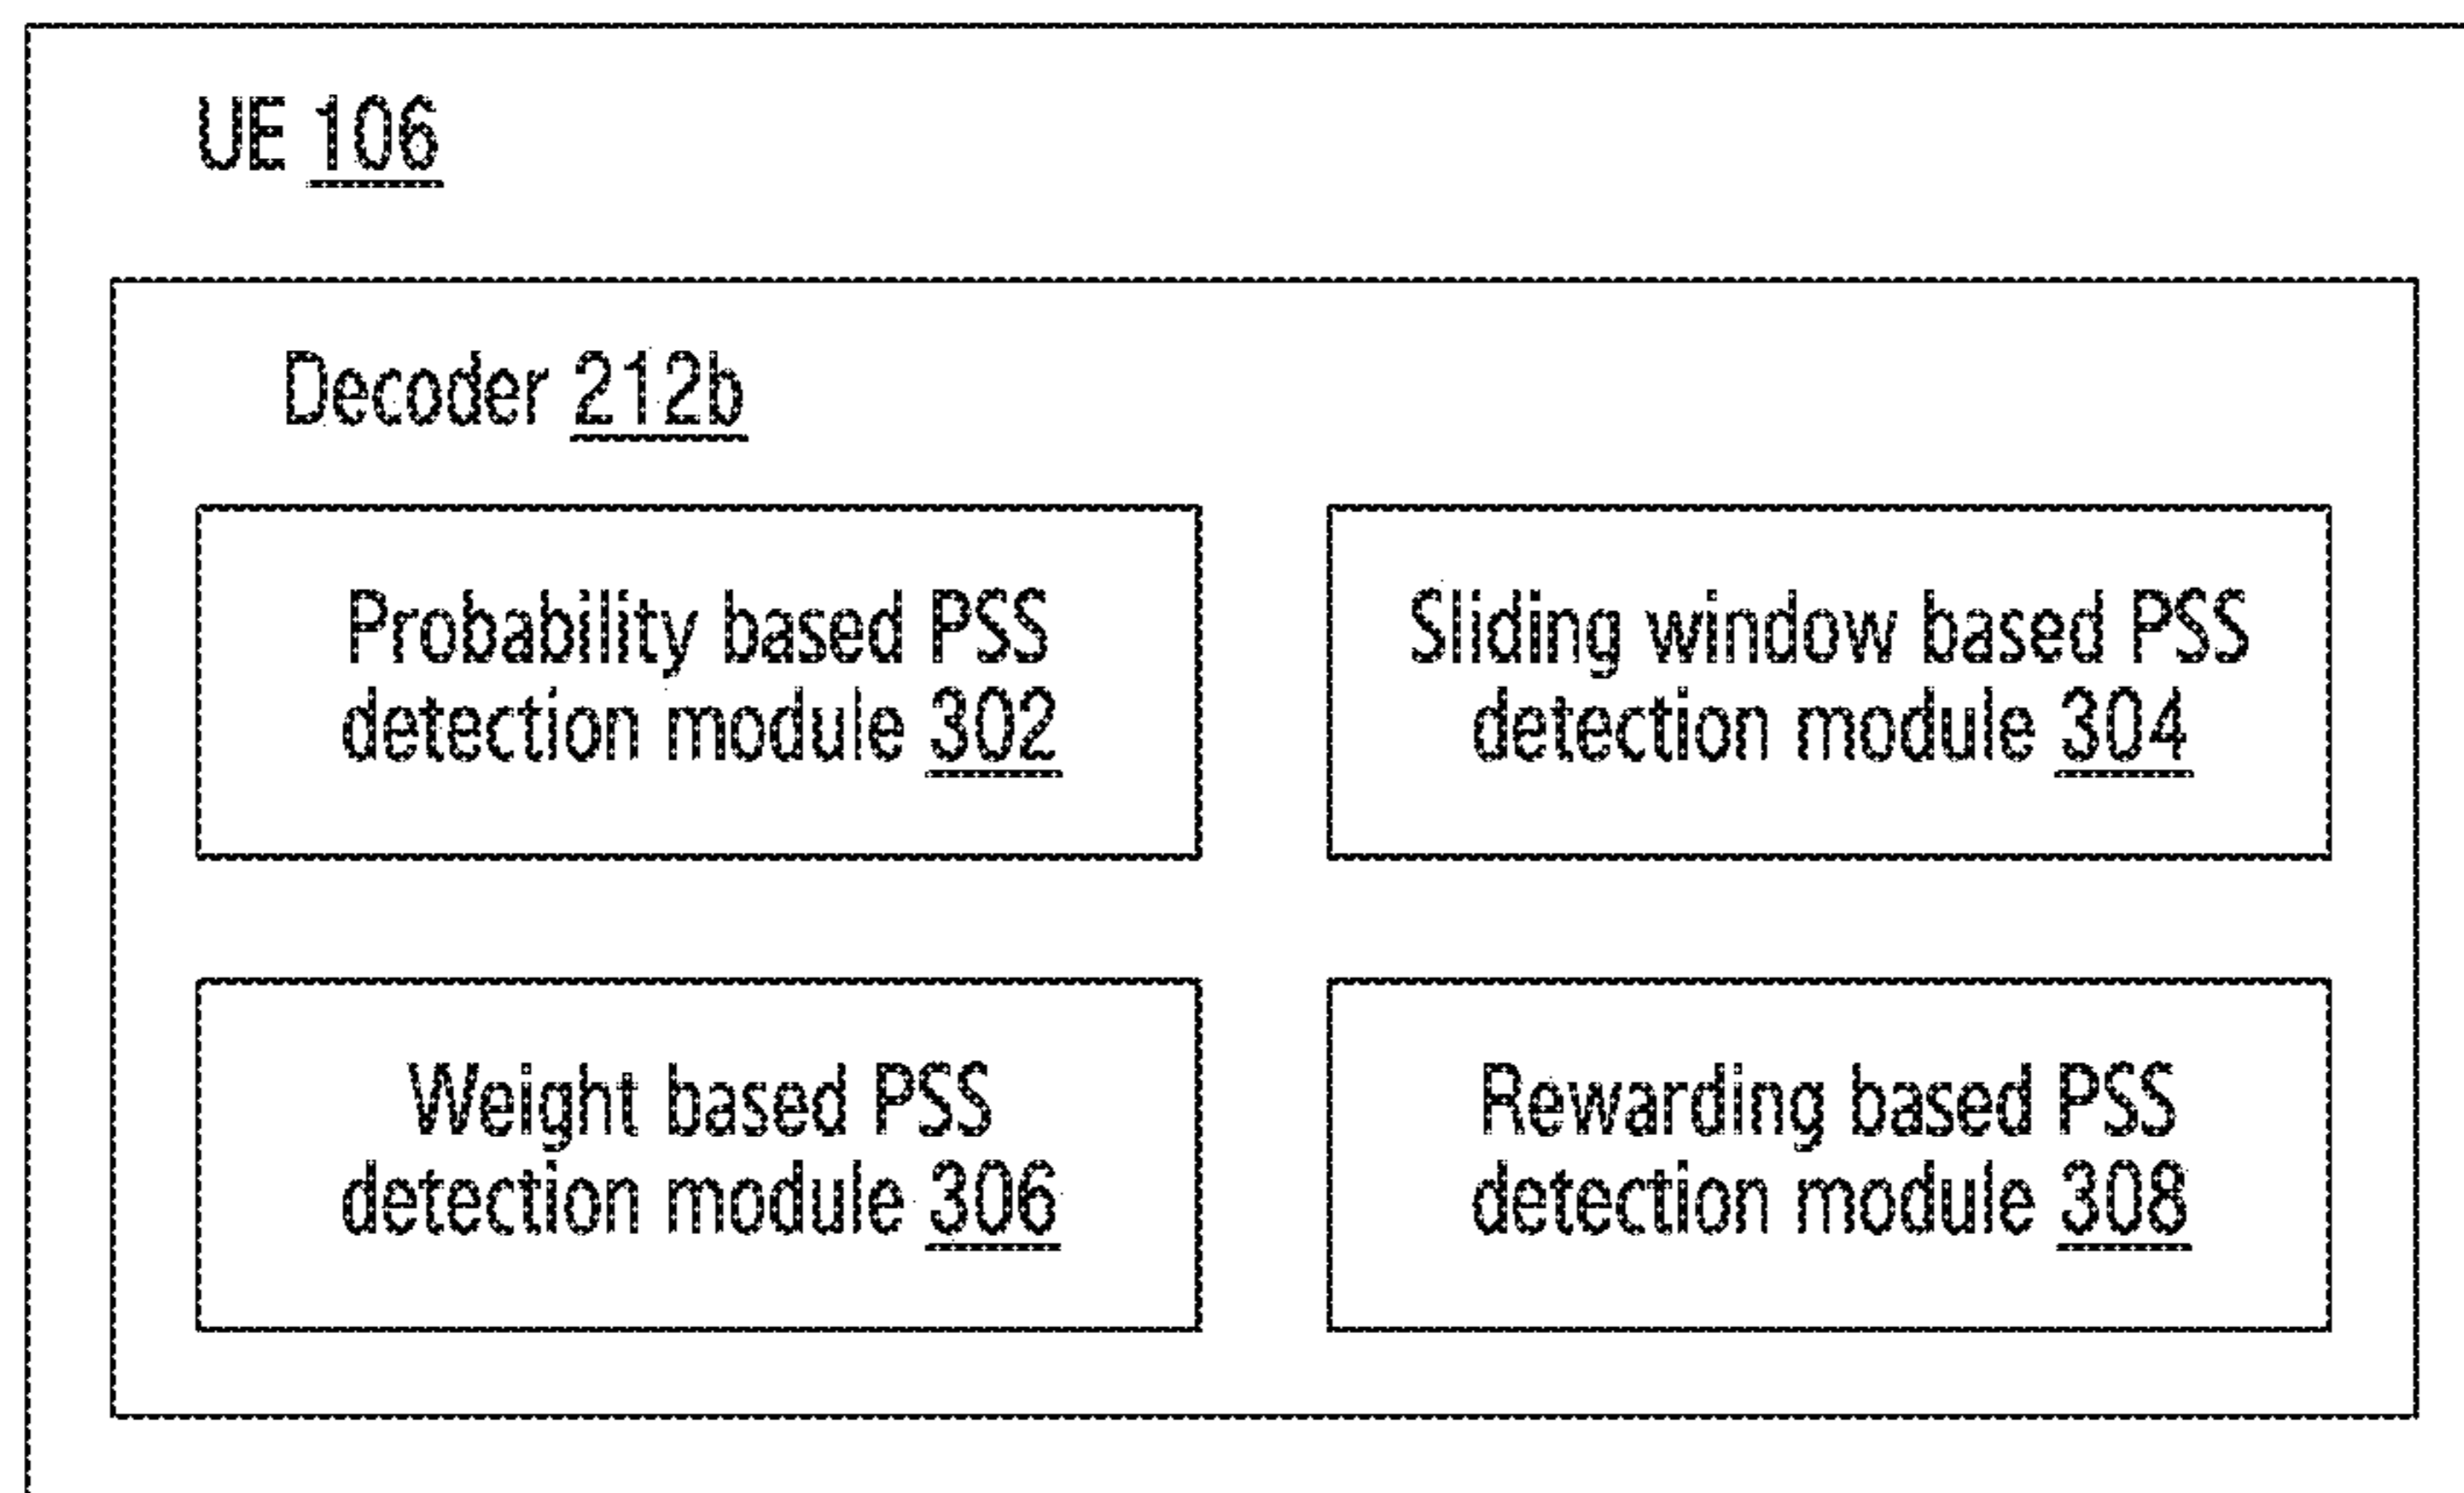 UE 106
Decoder 212b
Probability based PSS
detection module 302
Sliding window based PSS
detection module 304
Weight based PSS
detection module 306
Rewarding based PSS
detection module 308